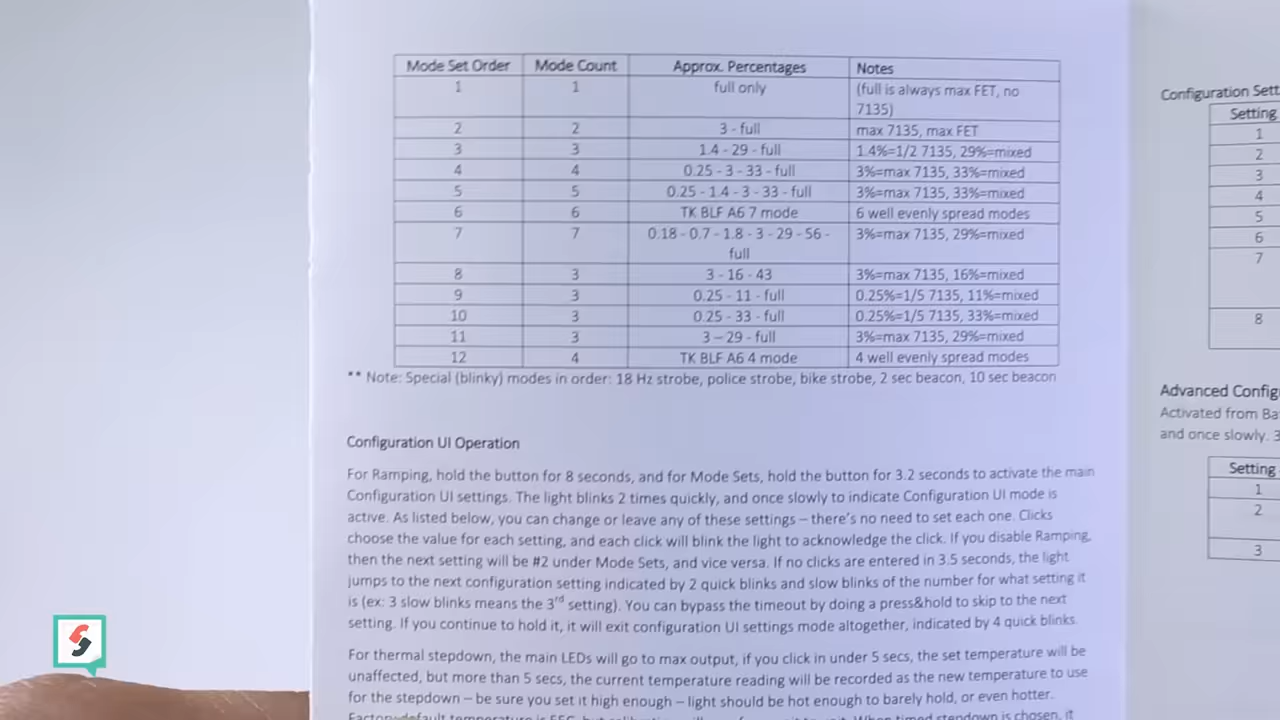 Mode Set Order Mode Count Approx. Percentages Notes
1 1 full only (full is always max FET, no
7135)
2 2 3 - full max 7135, max FET
3 3 1.4 - 29 - full 1.4%=1/2 7135, 29%=mixed
4 4 0.25 - 3 - 33 - full 3%=max 7135, 33%=mixed
5 5 0.25 - 1.4 - 3 - 33 - full 3%=max 7135, 33%=mixed
6 6 TK BLF A6 7 mode 6 well evenly spread modes
7 7 0.18 - 0.7 - 1.8 - 3 - 29 - 56 - 3%=max 7135, 29%=mixed
full
8 3 3 - 16 - 43 3%=max 7135, 16%=mixed
9 3 0.25 - 11 - full 0.25%=1/5 7135, 11%=mixed
10 3 0.25 - 33 - full 0.25%=1/5 7135, 33%=mixed
11 3 3 – 29 - full 3%=max 7135, 29%=mixed
12 4 TK BLF A6 4 mode 4 well evenly spread modes
** Note: Special (blinky) modes in order: 18 Hz strobe, police strobe, bike strobe, 2 sec beacon, 10 sec beacon
Configuration UI Operation
For Ramping, hold the button for 8 seconds, and for Mode Sets, hold the button for 3.2 seconds to activate the main
Configuration UI settings. The light blinks 2 times quickly, and once slowly to indicate Configuration UI mode is
active. As listed below, you can change or leave any of these settings – there's no need to set each one. Clicks
choose the value for each setting, and each click will blink the light to acknowledge the click. If you disable Ramping,
then the next setting will be #2 under Mode Sets, and vice versa. If no clicks are entered in 3.5 seconds, the light
jumps to the next configuration setting indicated by 2 quick blinks and slow blinks of the number for what setting it
is (ex: 3 slow blinks means the 3rd setting). You can bypass the timeout by doing a press&hold to skip to the next
setting. If you continue to hold it, it will exit configuration UI settings mode altogether, indicated by 4 quick blinks.
For thermal stepdown, the main LEDs will go to max output, if you click in under 5 secs, the set temperature will be
unaffected, but more than 5 secs, the current temperature reading will be recorded as the new temperature to use
for the stepdown – be sure you set it high enough – light should be hot enough to barely hold, or even hotter.
Configuration Sett
Setting
1
2
3
4
5
6
7
8
Advanced Config
Activated from Ba
and once slowly. 3
Setting
1
2
3